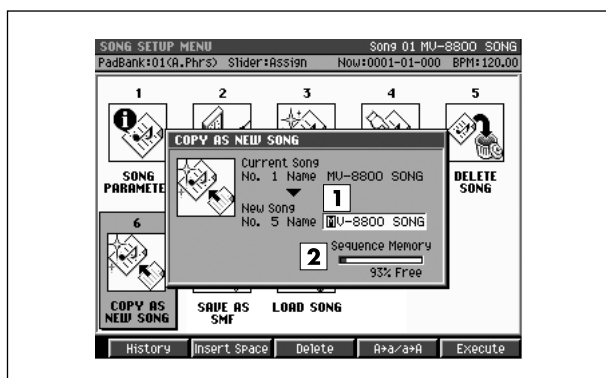 SONG SETUP MENU Song 01 MV-8800 SONG
PadBank:01(A.Phrs) Slider:Assign Now:0001-01-000 BPM:120.00
1 2 3 4 5
COPY AS NEW SONG
Current Song
No. 1 Name MV-8800 SONG
1
New Song
No. 5 Name MV-8800 SONG
2 Sequence Memory
93% Free
SONG
PARAMETE
DELETE
SONG
6
COPY AS
NEW SONG
SAVE AS
SMF
LOAD SONG
History Insert Space Delete A→a/a→A Execute